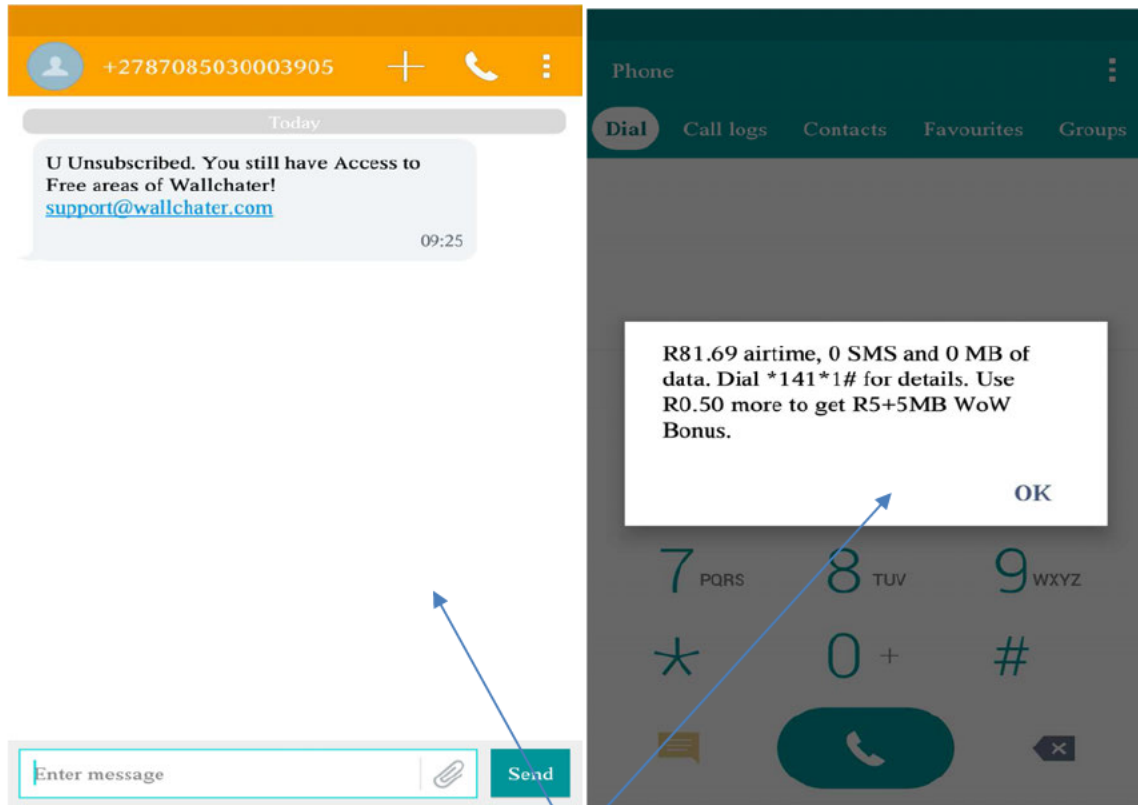 +2787085030003905
Today
U Unsubscribed. You still have Access to
Free areas of Wallchater!
support@wallchater.com
09:25
Enter message
Send
Phone
Dial Call logs Contacts Favourites Groups
R81.69 airtime, 0 SMS and 0 MB of
data. Dial *141*1# for details. Use
R0.50 more to get R5+5MB WoW
Bonus.
OK
7 PQRS 8 TUV 9 WXYZ
* 0 + #